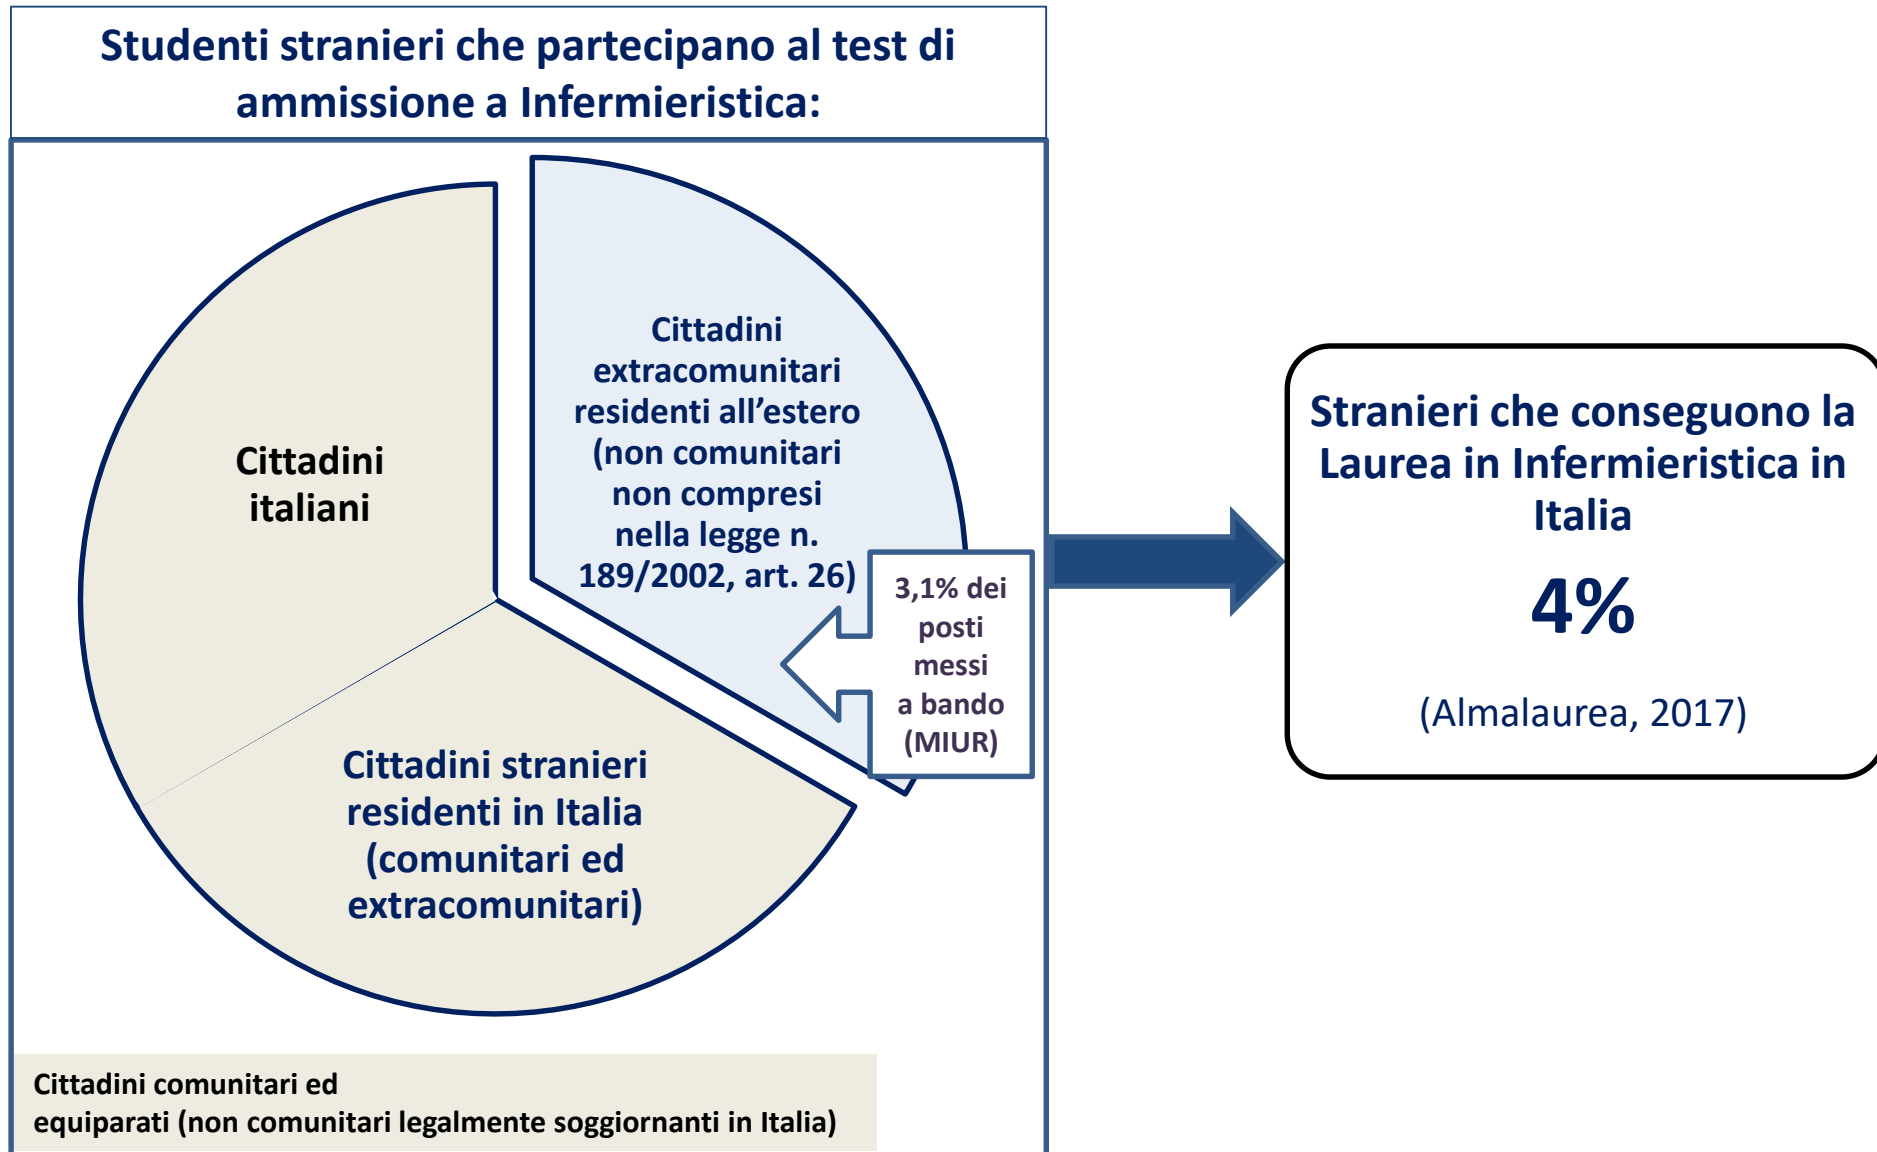 Studenti stranieri che partecipano al test di
ammissione a Infermieristica:
Cittadini
extracomunitari
residenti all’estero
(non comunitari
non compresi
nella legge n.
189/2002, art. 26)
3,1% dei
posti
messi
a bando
(MIUR)
Cittadini
italiani
Cittadini stranieri
residenti in Italia
(comunitari ed
extracomunitari)
Cittadini comunitari ed
equiparati (non comunitari legalmente soggiornanti in Italia)
Stranieri che conseguono la
Laurea in Infermieristica in
Italia
4%
(Almalaurea, 2017)